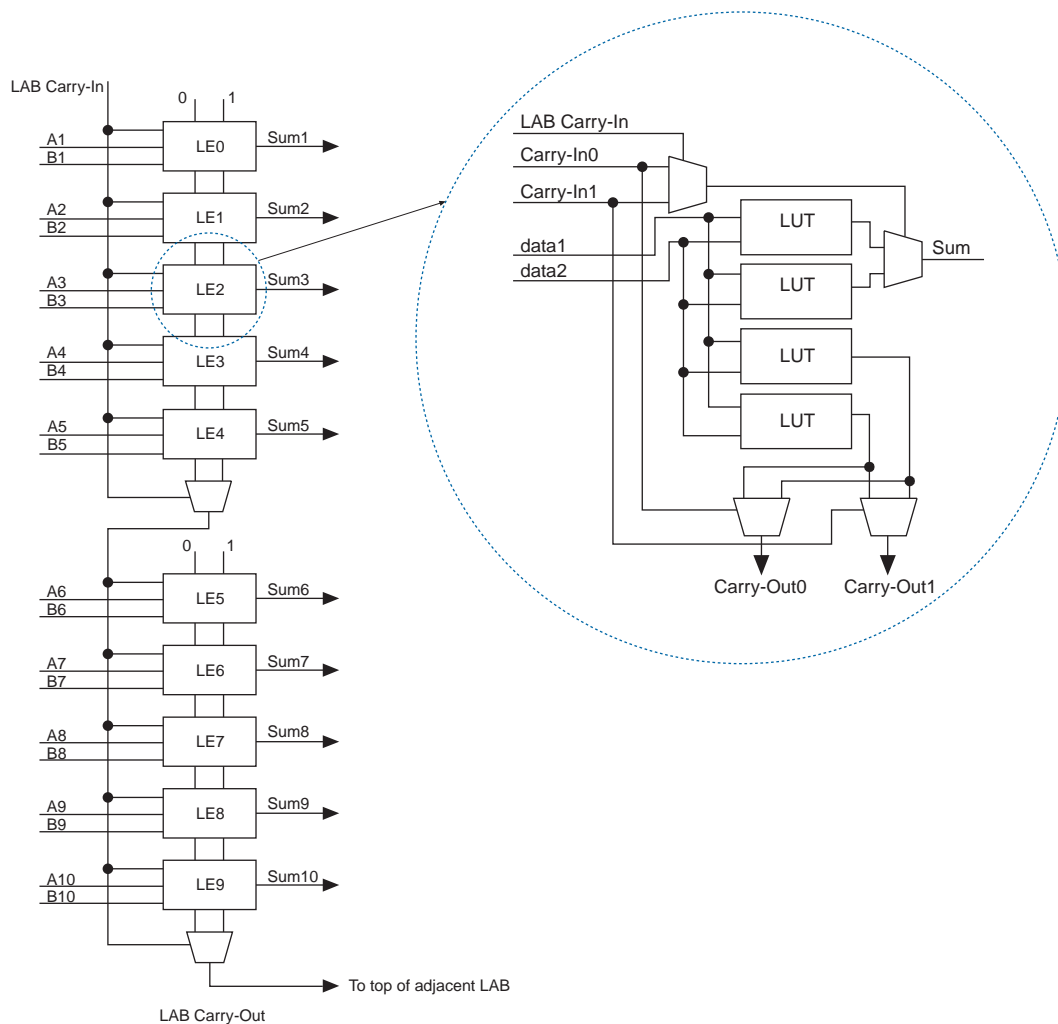 LAB Carry-In
0 1
A1
B1
LE0
Sum1
A2
B2
LE1
Sum2
A3
B3
LE2
Sum3
A4
B4
LE3
Sum4
A5
B5
LE4
Sum5
0 1
A6
B6
LE5
Sum6
A7
B7
LE6
Sum7
A8
B8
LE7
Sum8
A9
B9
LE8
Sum9
A10
B10
LE9
Sum10
To top of adjacent LAB
LAB Carry-Out
LAB Carry-In
Carry-In0
Carry-In1
data1
data2
LUT
LUT
LUT
LUT
Sum
Carry-Out0
Carry-Out1